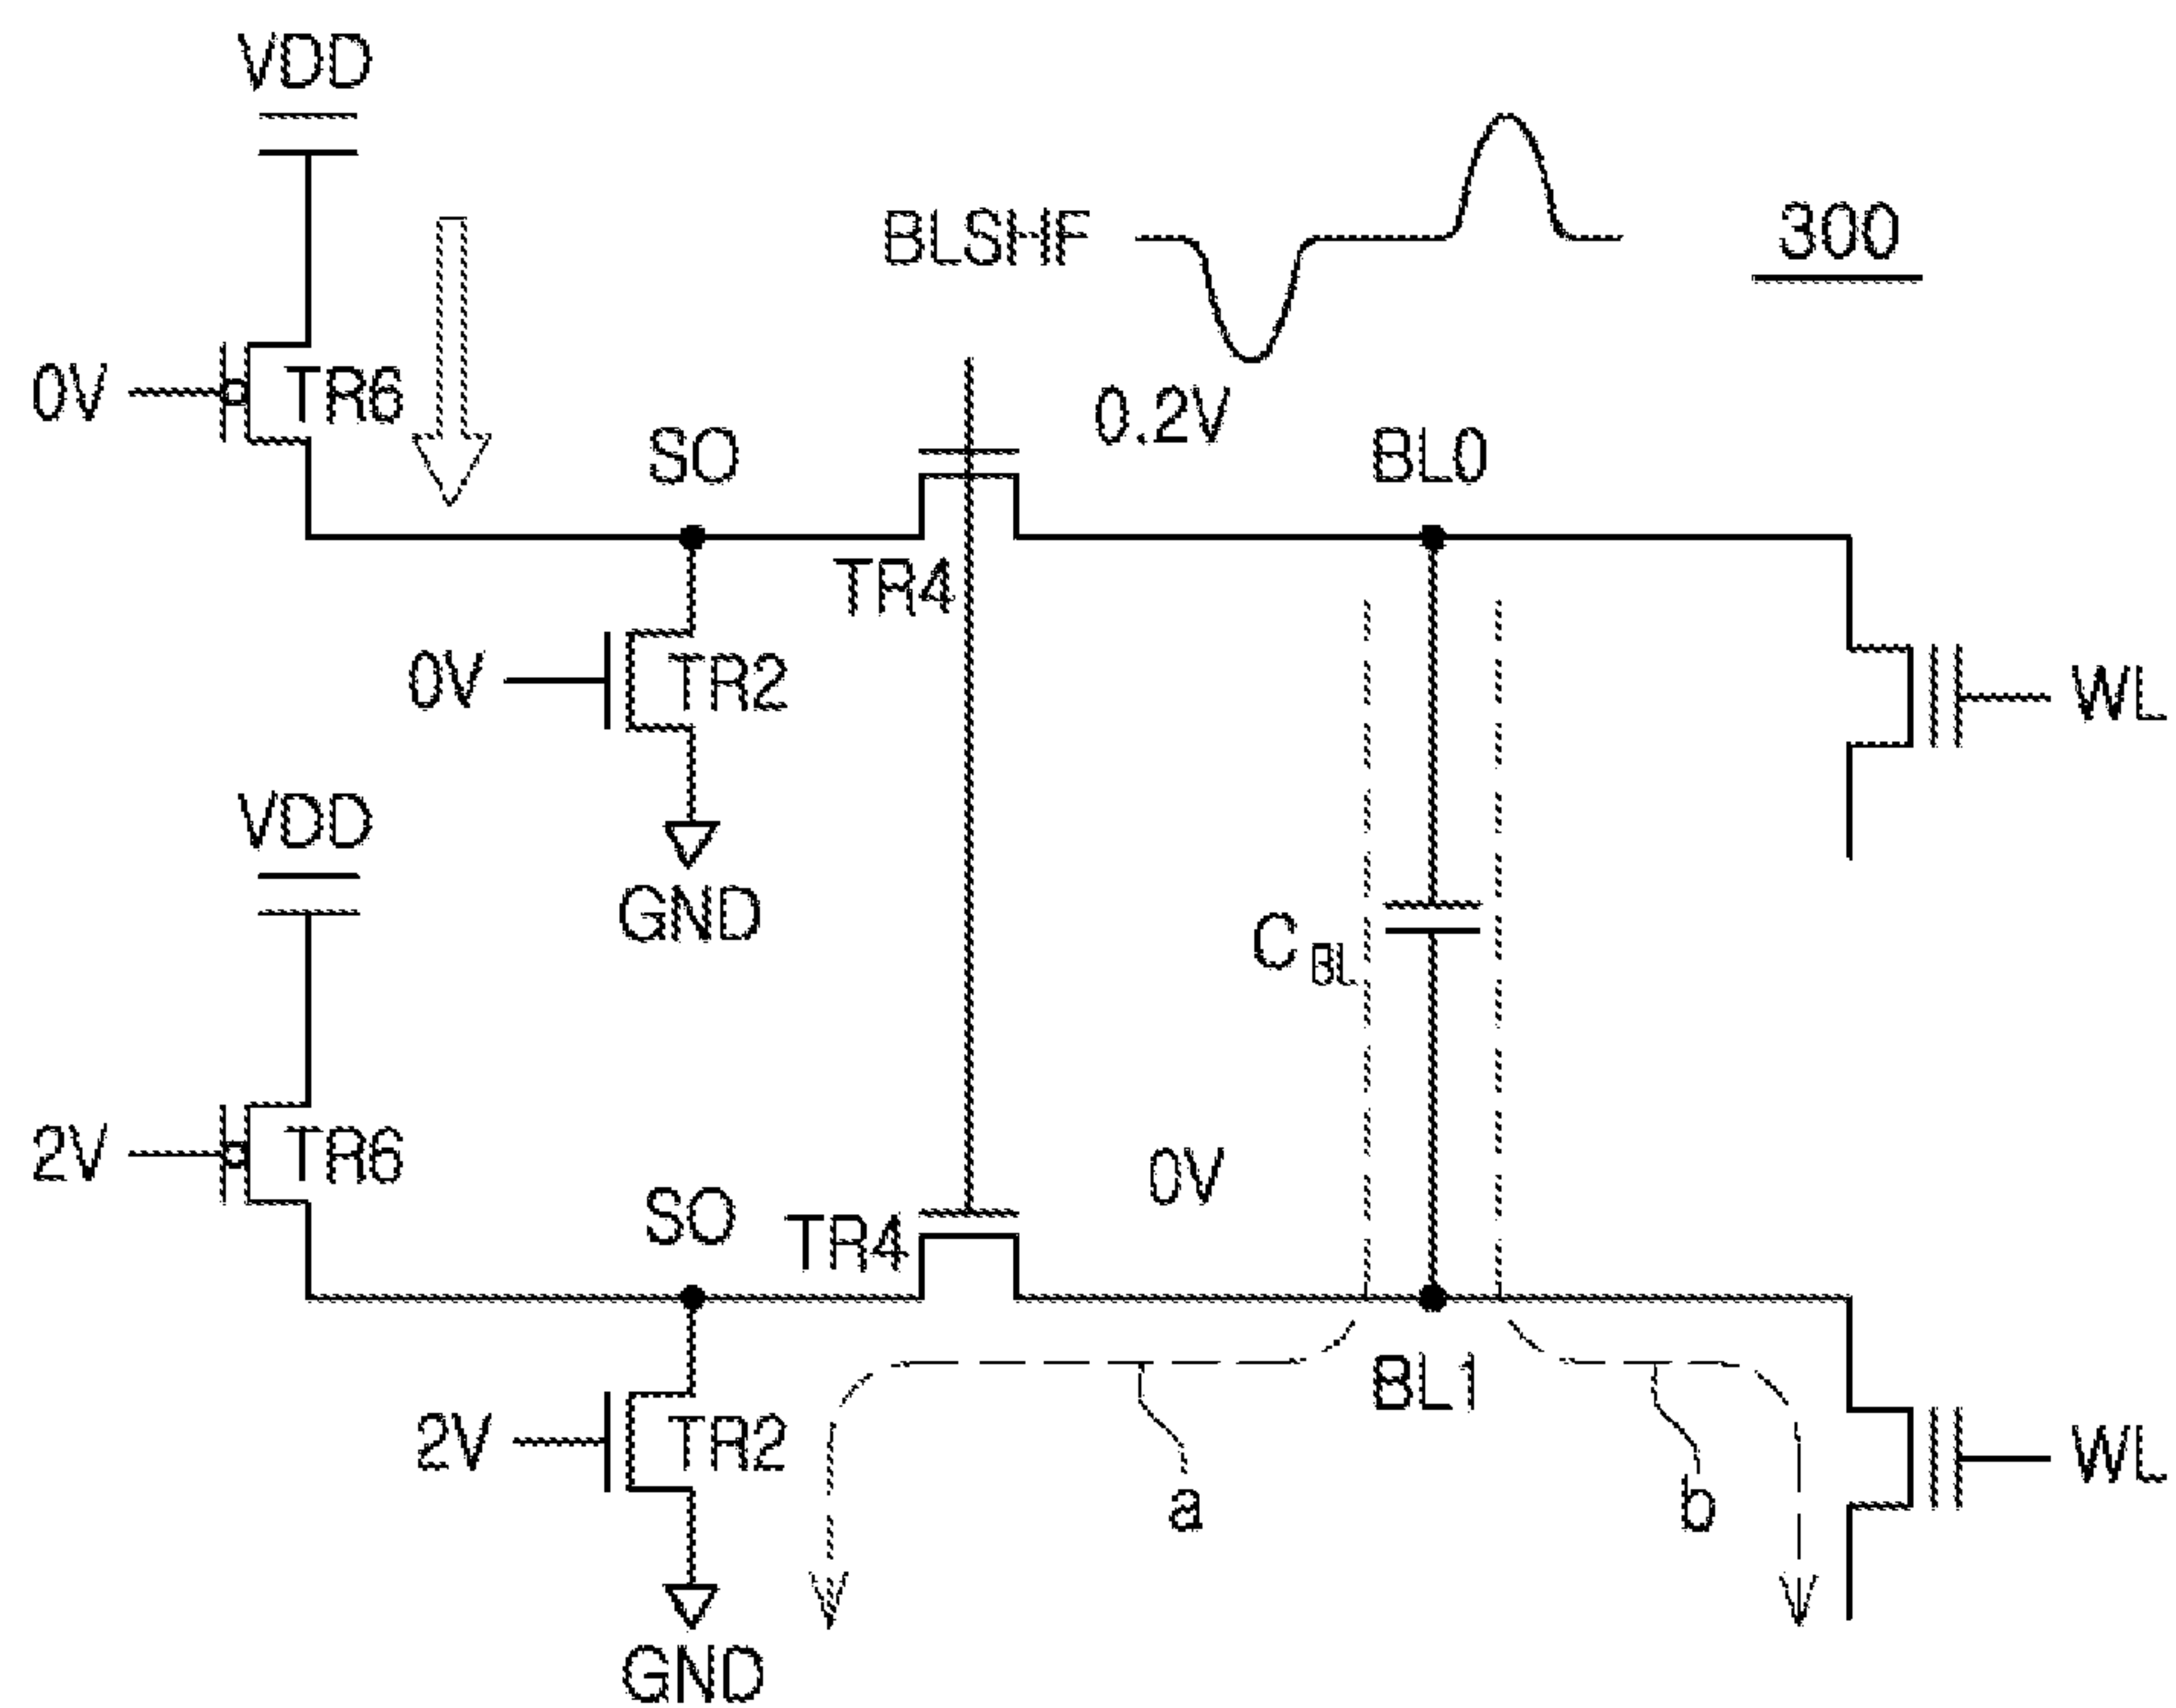 VDD
BLSHF
300
0V
TR6
0.2V
SO
BL0
TR4
0V
TR2
WL
VDD
GND
C BL
2V
TR6
0V
SO
TR4
BL1
2V
TR2
WL
a
b
GND